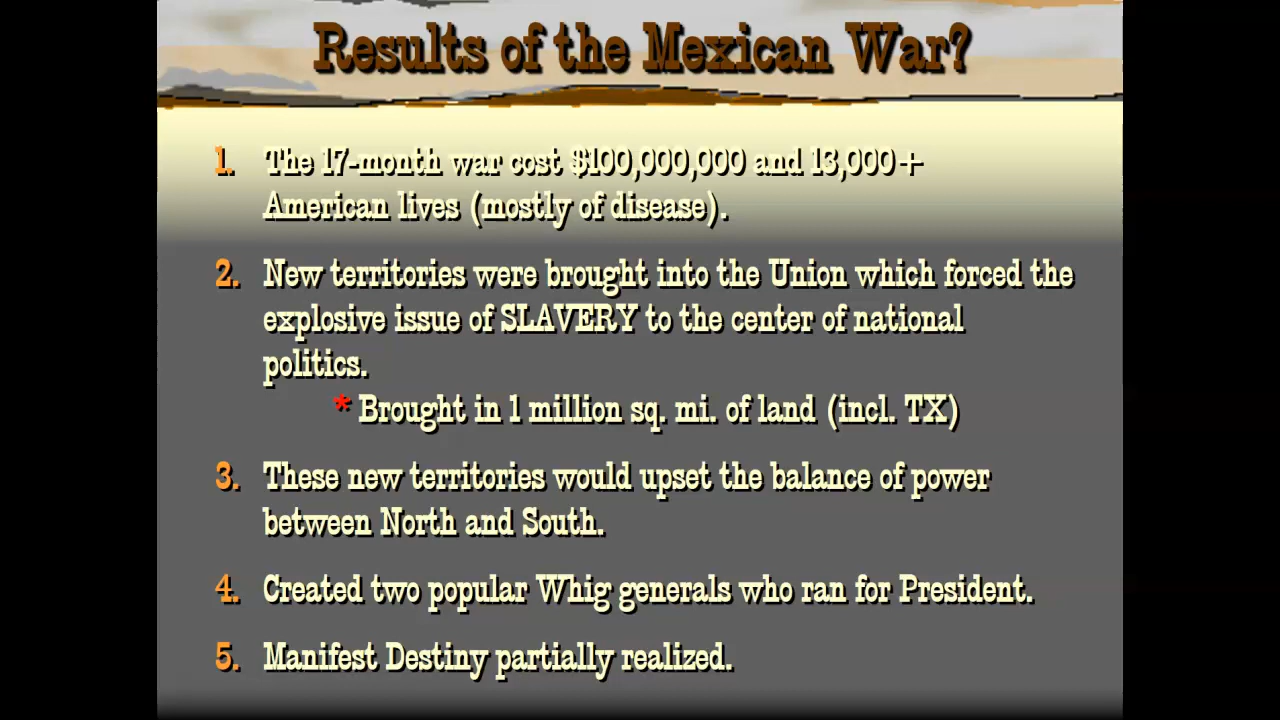 Results of the Mexican War?
1. The 17-month war cost $100,000,000 and 13,000+
American lives (mostly of disease).
2. New territories were brought into the Union which forced the
explosive issue of SLAVERY to the center of national
politics.
* Brought in 1 million sq. mi. of land (incl. TX)
3. These new territories would upset the balance of power
between North and South.
4. Created two popular Whig generals who ran for President.
5. Manifest Destiny partially realized.